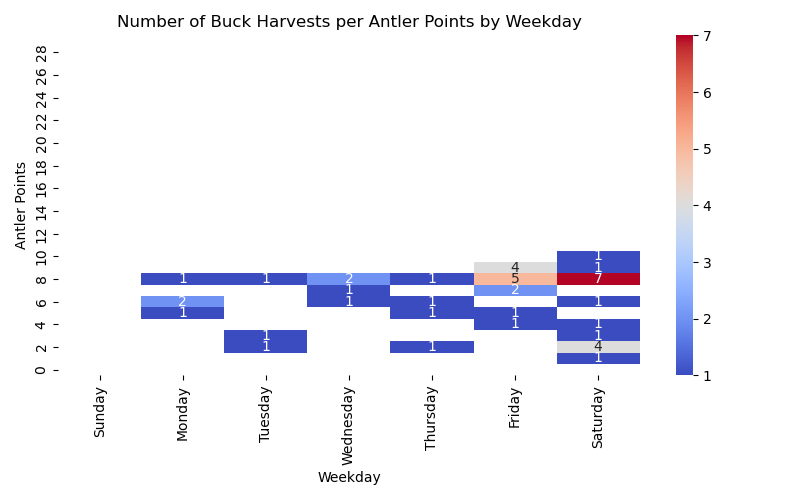 Number of Buck Harvests per Antler Points by Weekday
Antler Points
28
26
24
22
20
18
16
14
12
10 1
4 1
8 1 1 2 1 5 7
1 2
6 2 1 1 1
1 1 1
4 1 1
1 1
2 1 1 4
1
0
Sunday Monday Tuesday Wednesday Thursday Friday Saturday
Weekday
7
6
5
4
3
2
1